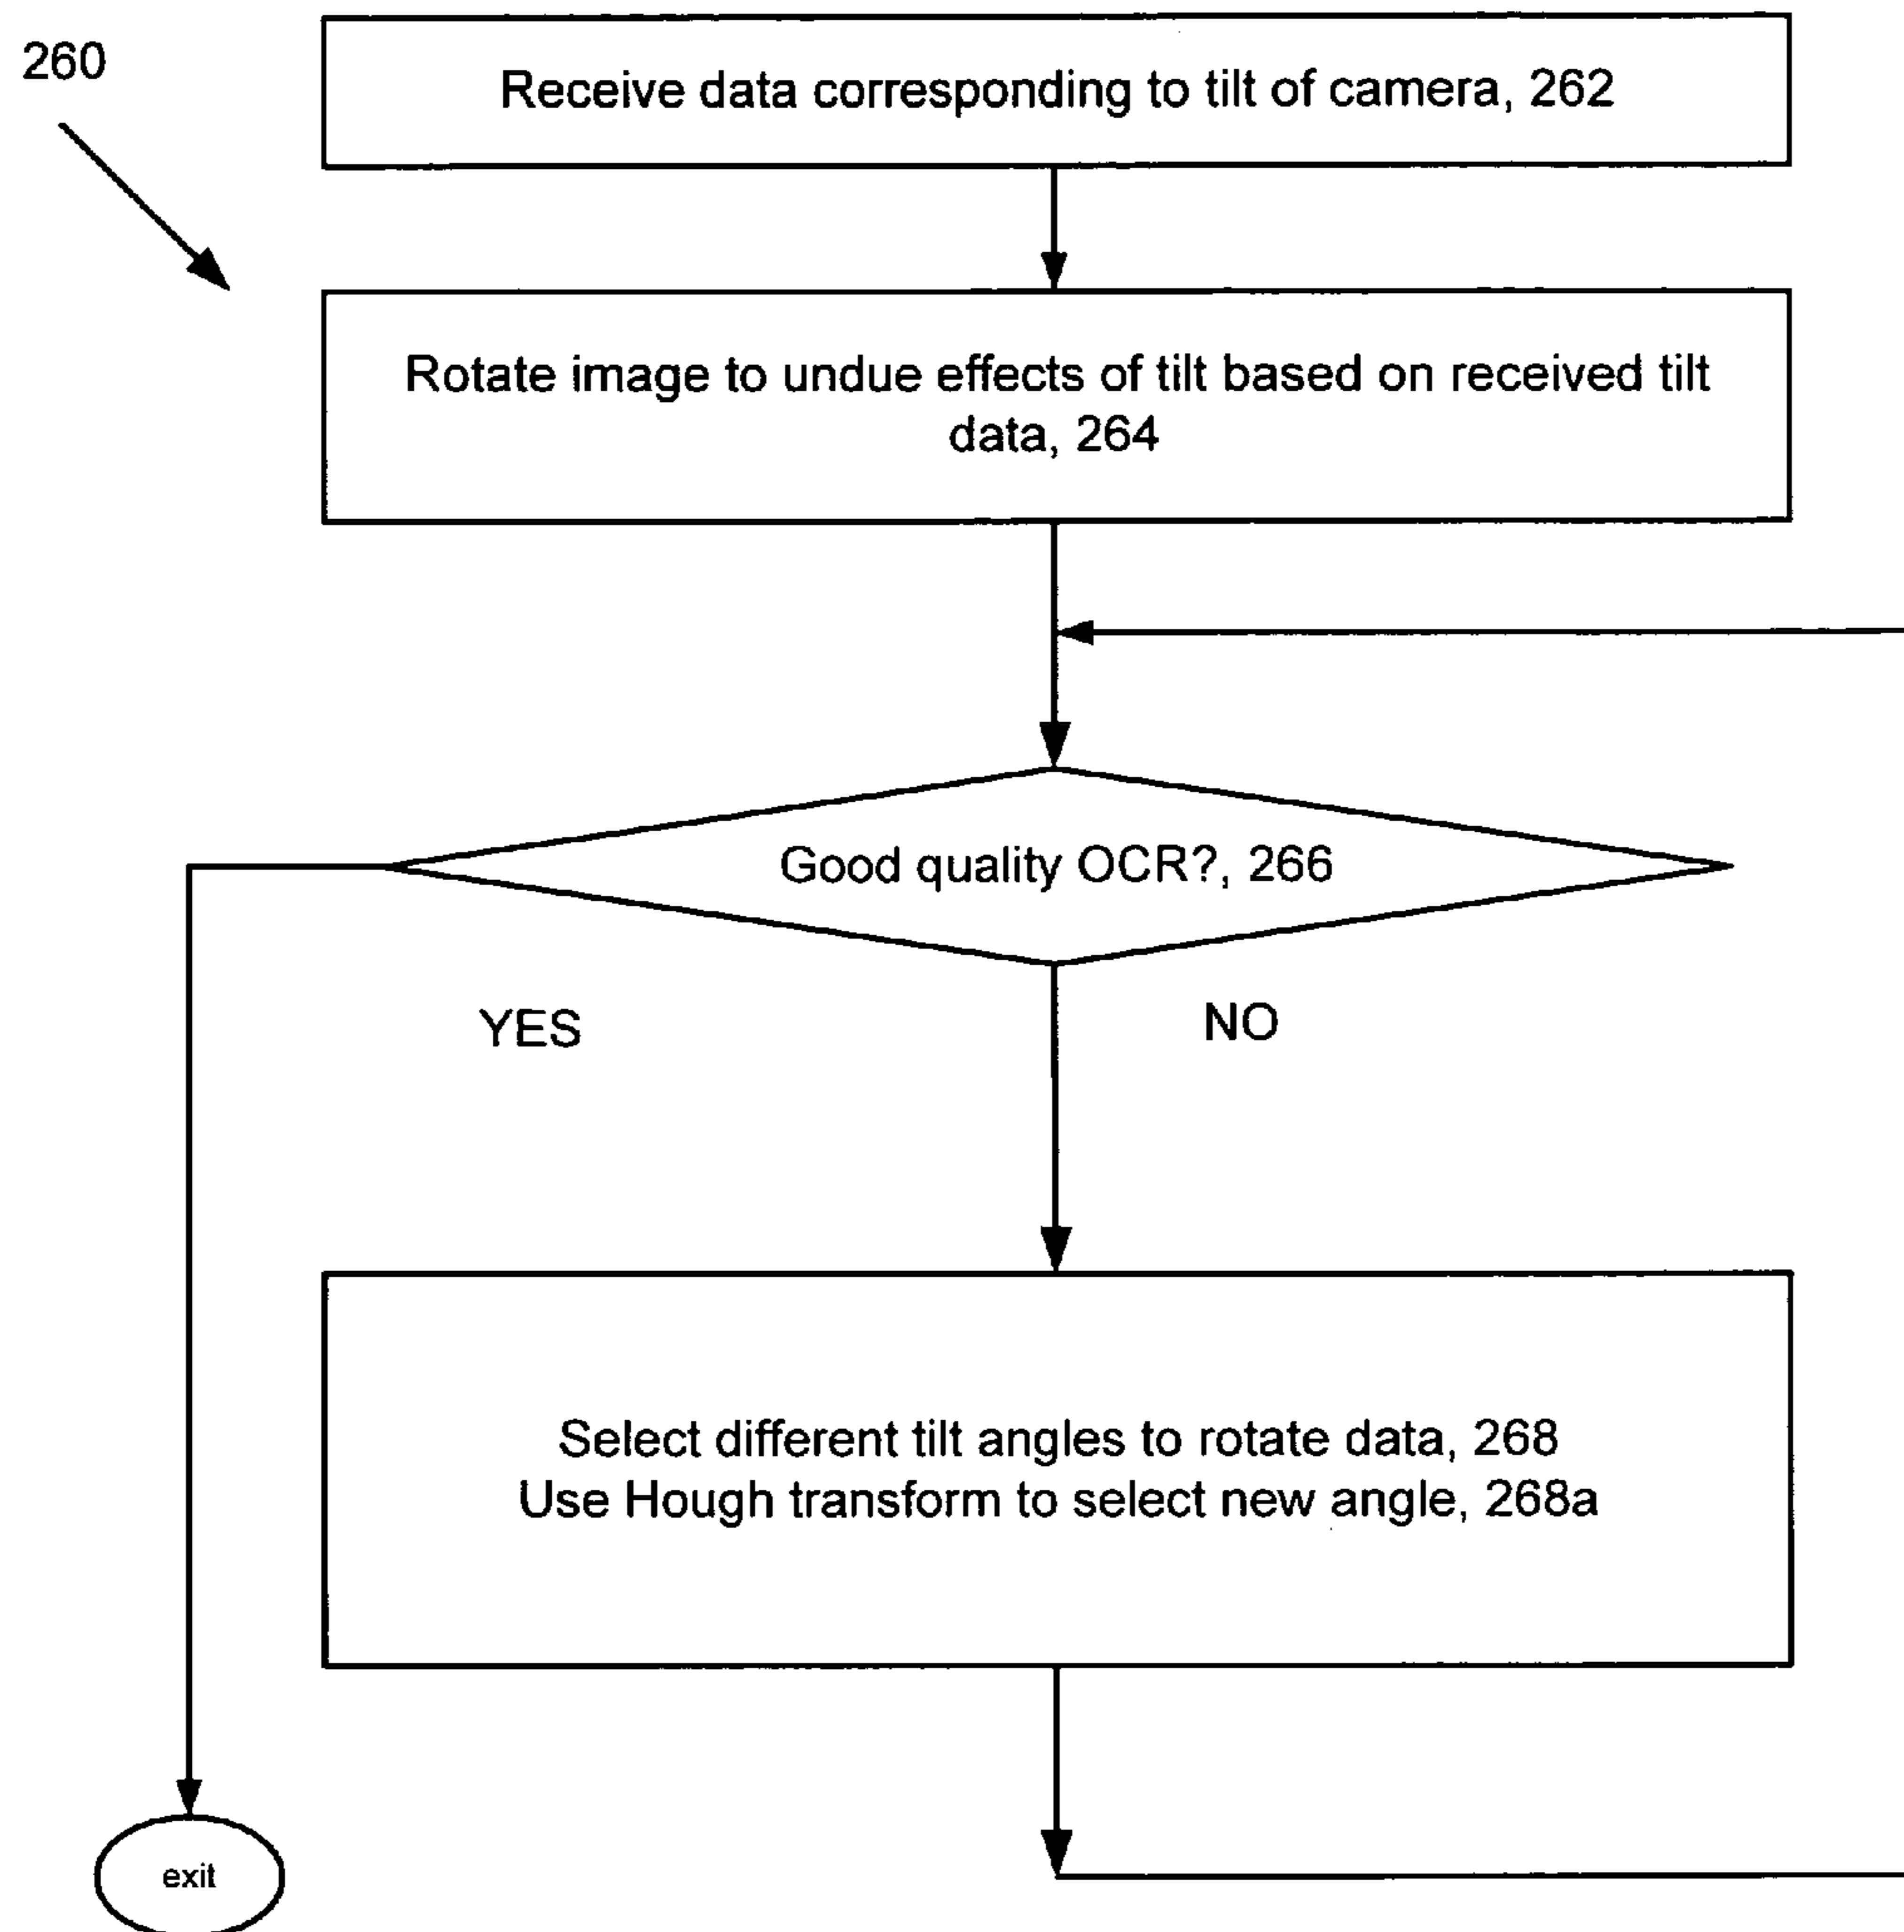 260
Receive data corresponding to tilt of camera, 262
Rotate image to undue effects of tilt based on received tilt
data, 264
Good quality OCR?, 266
YES
NO
Select different tilt angles to rotate data, 268
Use Hough transform to select new angle, 268a
exit